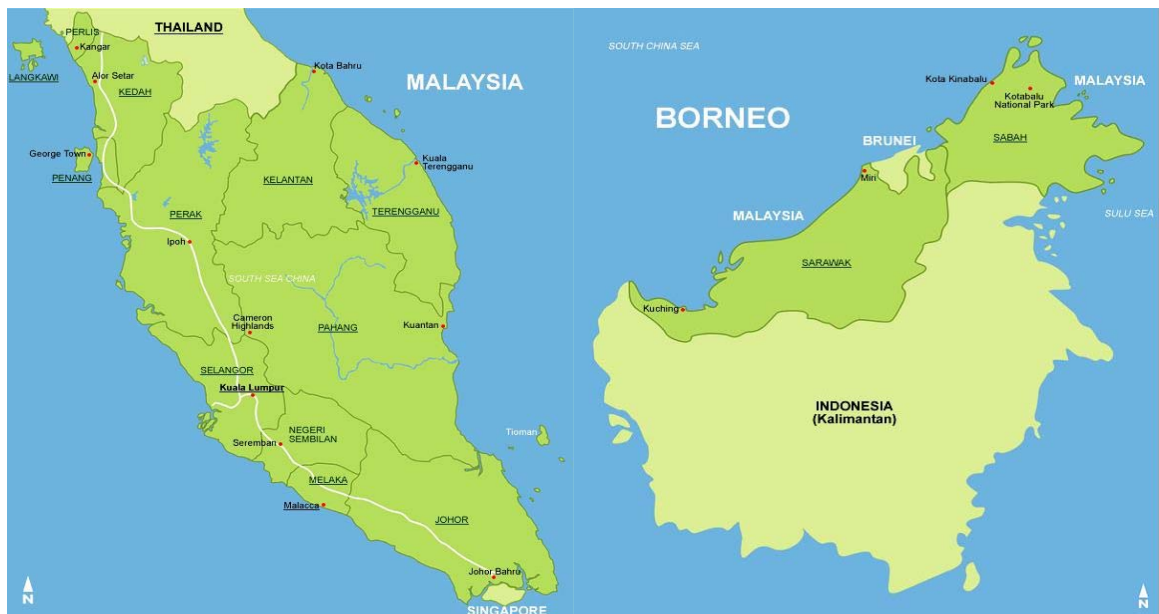 THAILAND
PERLIS
Kangar
LANGKAWI
Alor Setar
KEDAH
Kota Bahru
MALAYSIA
George Town
PENANG
Kuala
Terengganu
KELANTAN
TERENGGANU
PERAK
Ipoh
SOUTH SEA CHINA
Cameron
Highlands
PAHANG
Kuantan
SELANGOR
Kuala Lumpur
NEGERI
SEMBILAN
Seremban
Tioman
MELAKA
Malacca
JOHOR
Johor Bahru
SINGAPORE
N
SOUTH CHINA SEA
BORNEO
Kota Kinabalu
MALAYSIA
Kotabalu
National Park
SABAH
BRUNEI
Miri
MALAYSIA
SULU SEA
SARAWAK
Kuching
INDONESIA
(Kalimantan)
N